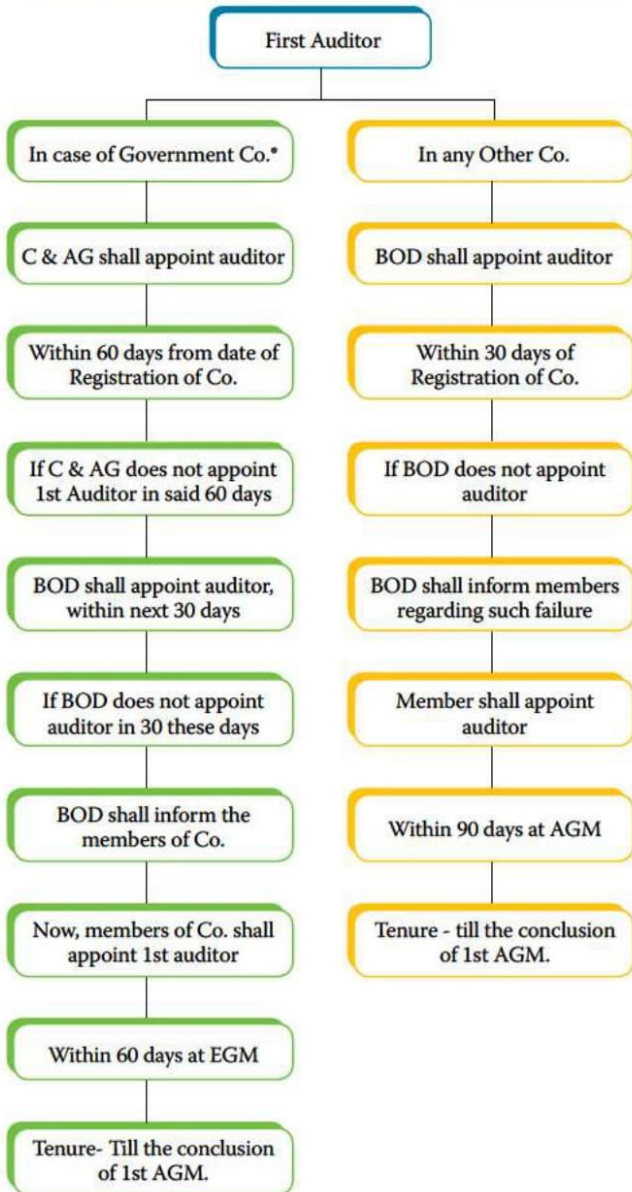 First Auditor
In case of Government Co.*
C & AG shall appoint auditor
Within 60 days from date of
Registration of Co.
If C & AG does not appoint
1st Auditor in said 60 days
BOD shall appoint auditor,
within next 30 days
If BOD does not appoint
auditor in 30 these days
BOD shall inform the
members of Co.
Now, members of Co. shall
appoint 1st auditor
Within 60 days at EGM
Tenure- Till the conclusion
of 1st AGM.
In any Other Co.
BOD shall appoint auditor
Within 30 days of
Registration of Co.
If BOD does not appoint
auditor
BOD shall inform members
regarding such failure
Member shall appoint
auditor
Within 90 days at AGM
Tenure - till the conclusion
of 1st AGM.